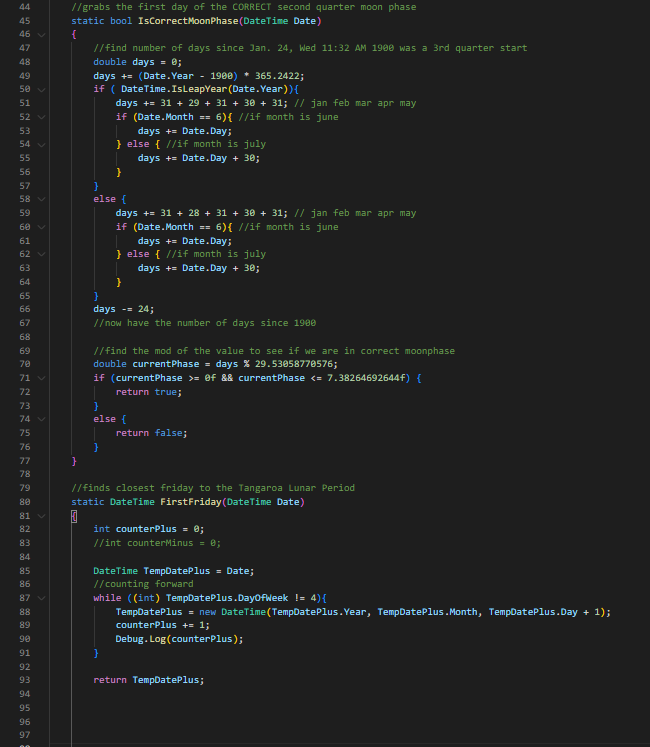 44 //grabs the first day of the CORRECT second quarter moon phase
45 static bool IsCorrectMoonPhase(DateTime Date)
46 {
47 //find number of days since Jan. 24, Wed 11:32 AM 1900 was a 3rd quarter start
48 double days = 0;
49 days += (Date.Year - 1900) * 365.2422;
50 if ( DateTime.IsLeapYear(Date.Year)){
51 days += 31 + 29 + 31 + 30 + 31; // jan feb mar apr may
52 if (Date.Month == 6){ //if month is june
53 days += Date.Day;
54 } else { //if month is july
55 days += Date.Day + 30;
56 }
57 }
58 else {
59 days += 31 + 28 + 31 + 30 + 31; // jan feb mar apr may
60 if (Date.Month == 6){ //if month is june
61 days += Date.Day;
62 } else { //if month is july
63 days += Date.Day + 30;
64 }
65 }
66 days -= 24;
67 //now have the number of days since 1900
68
69 //find the mod of the value to see if we are in correct moonphase
70 double currentPhase = days % 29.53058770576;
71 if (currentPhase >= 0f && currentPhase <= 7.38264692644f) {
72 return true;
73 }
74 else {
75 return false;
76 }
77 }
78
79 //finds closest friday to the Tangaroa Lunar Period
80 static DateTime FirstFriday(DateTime Date)
81 {
82 int counterPlus = 0;
83 //int counterMinus = 0;
84
85 DateTime TempDatePlus = Date;
86 //counting forward
87 while ((int) TempDatePlus.DayOfWeek != 4){
88 TempDatePlus = new DateTime(TempDatePlus.Year, TempDatePlus.Month, TempDatePlus.Day + 1);
89 counterPlus += 1;
90 Debug.Log(counterPlus);
91 }
92
93 return TempDatePlus;
94
95
96
97